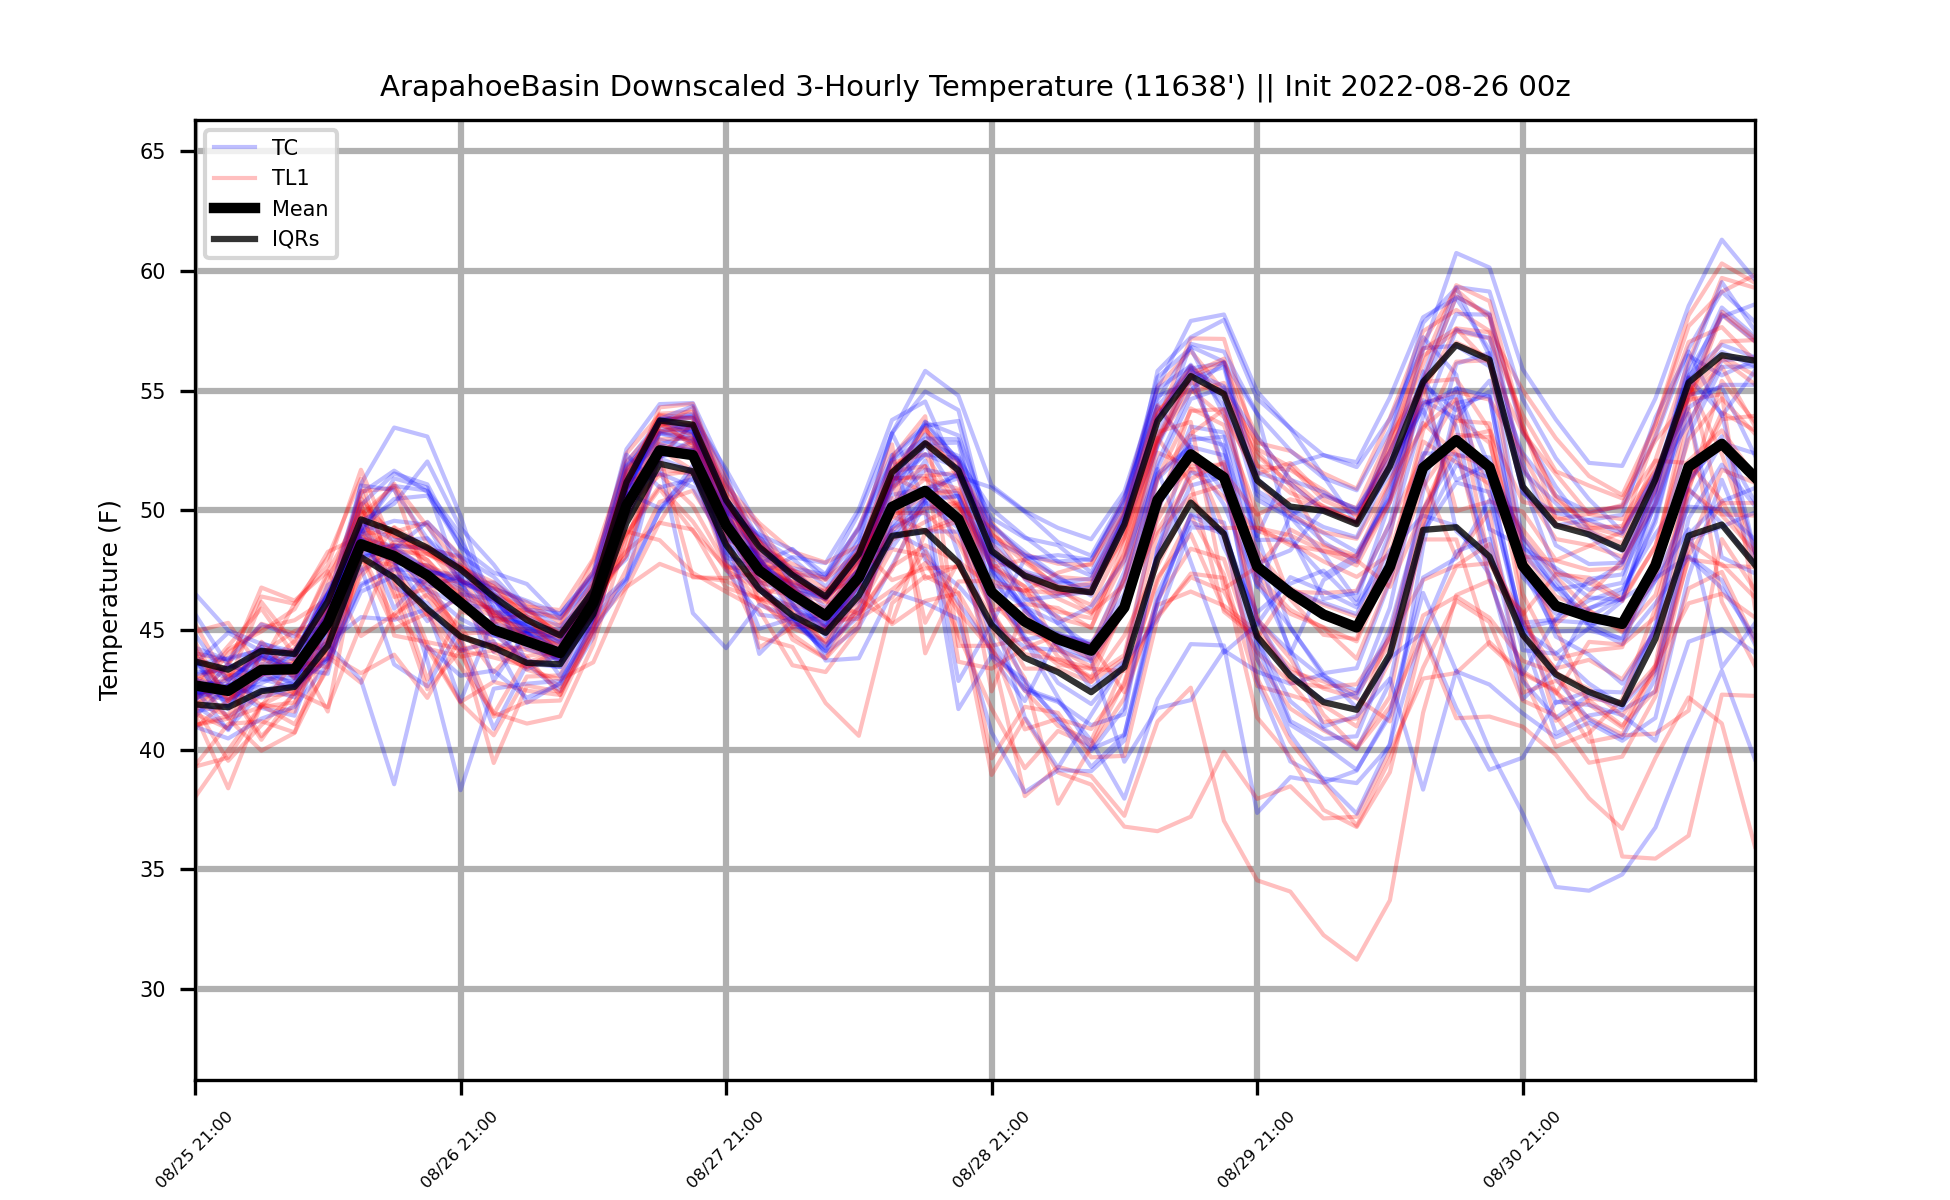 ArapahoeBasin Downscaled 3-Hourly Temperature (11638') || Init 2022-08-26 00z
TC
TL1
Mean
IQRs
Temperature (F)
65
60
55
50
45
40
35
30
08/25 21:00
08/26 21:00
08/27 21:00
08/28 21:00
08/29 21:00
08/30 21:00